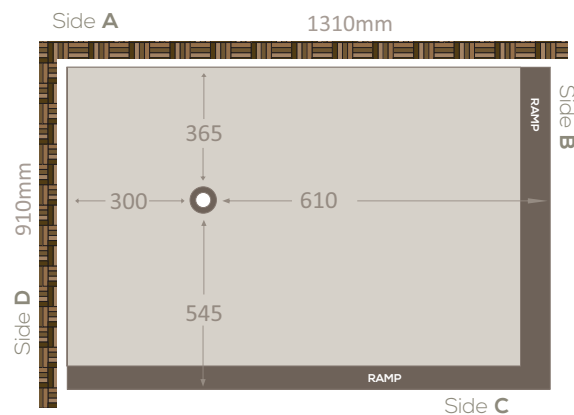 Side A
1310mm
RAMP
Side B
365
910mm
300
610
545
Side D
RAMP
Side C